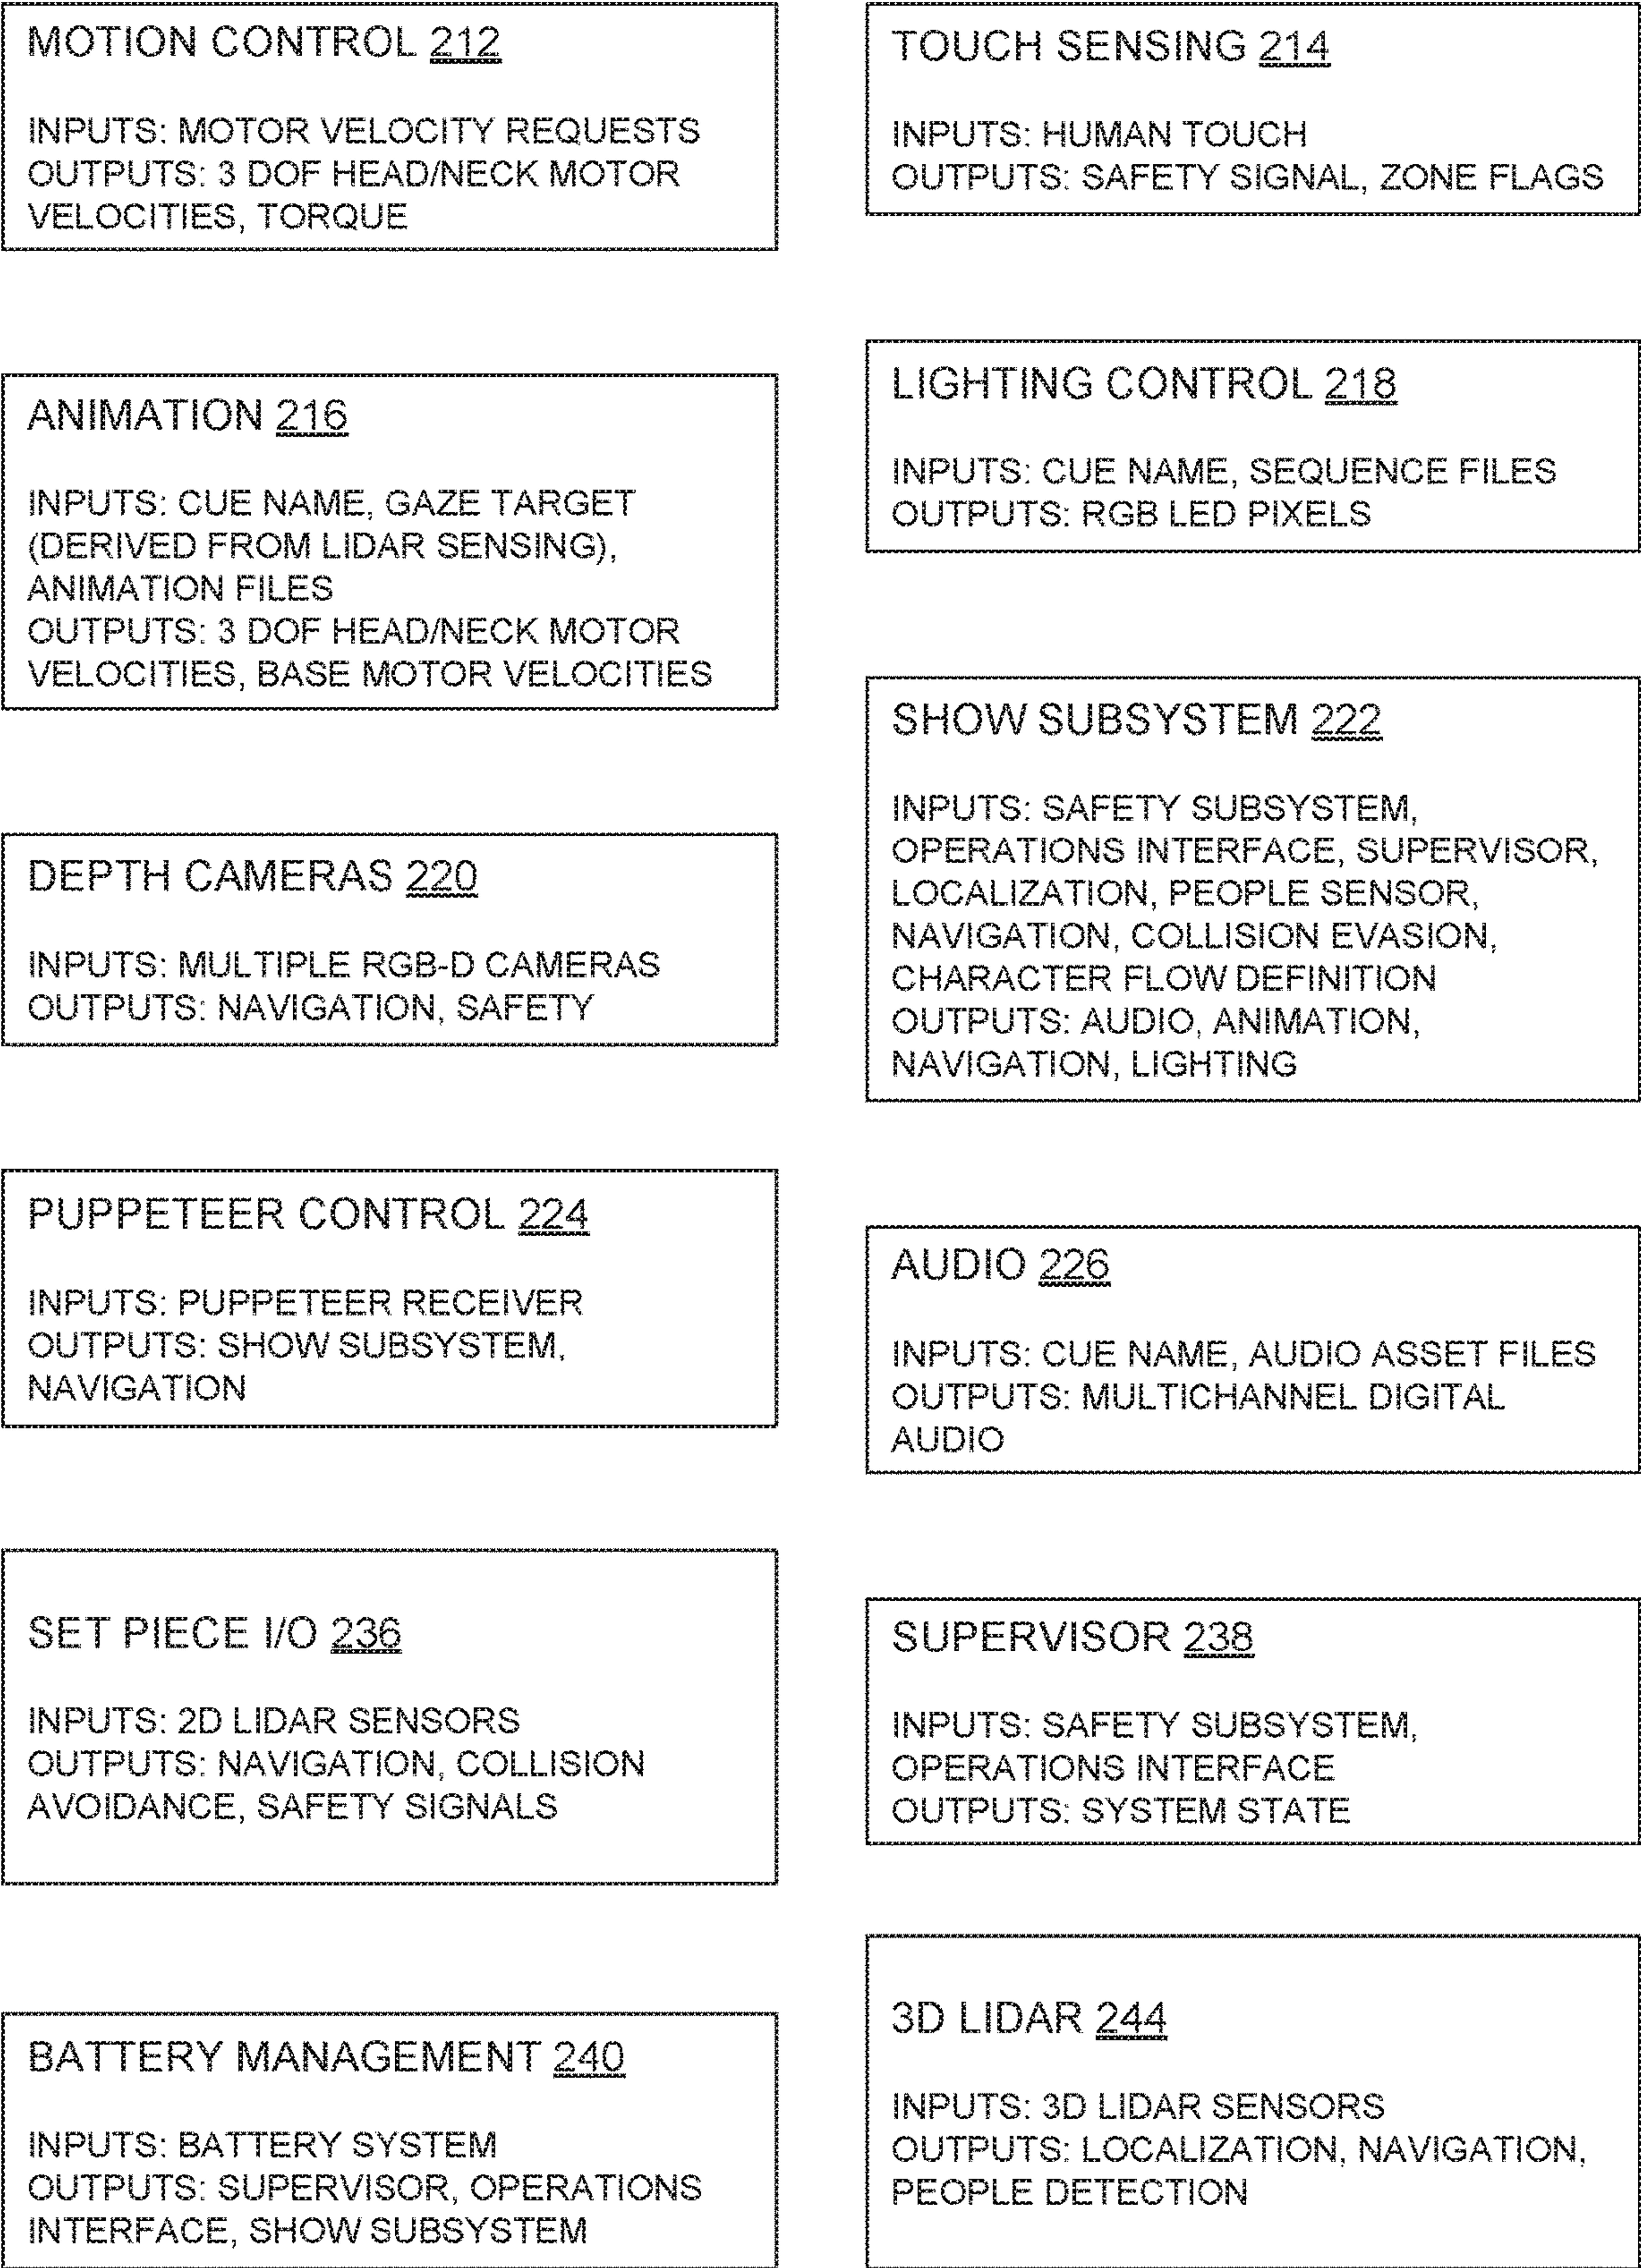 MOTION CONTROL 212
INPUTS: MOTOR VELOCITY REQUESTS
OUTPUTS: 3 DOF HEAD/NECK MOTOR
VELOCITIES, TORQUE
TOUCH SENSING 214
INPUTS: HUMAN TOUCH
OUTPUTS: SAFETY SIGNAL, ZONE FLAGS
ANIMATION 216
INPUTS: CUE NAME, GAZE TARGET
(DERIVED FROM LIDAR SENSING),
ANIMATION FILES
OUTPUTS: 3 DOF HEAD/NECK MOTOR
VELOCITIES, BASE MOTOR VELOCITIES
LIGHTING CONTROL 218
INPUTS: CUE NAME, SEQUENCE FILES
OUTPUTS: RGB LED PIXELS
DEPTH CAMERAS 220
INPUTS: MULTIPLE RGB-D CAMERAS
OUTPUTS: NAVIGATION, SAFETY
SHOW SUBSYSTEM 222
INPUTS: SAFETY SUBSYSTEM,
OPERATIONS INTERFACE, SUPERVISOR,
LOCALIZATION, PEOPLE SENSOR,
NAVIGATION, COLLISION EVASION,
CHARACTER FLOW DEFINITION
OUTPUTS: AUDIO, ANIMATION,
NAVIGATION, LIGHTING
PUPPETEER CONTROL 224
INPUTS: PUPPETEER RECEIVER
OUTPUTS: SHOW SUBSYSTEM,
NAVIGATION
AUDIO 226
INPUTS: CUE NAME, AUDIO ASSET FILES
OUTPUTS: MULTICHANNEL DIGITAL
AUDIO
SET PIECE I/O 236
INPUTS: 2D LIDAR SENSORS
OUTPUTS: NAVIGATION, COLLISION
AVOIDANCE, SAFETY SIGNALS
SUPERVISOR 238
INPUTS: SAFETY SUBSYSTEM,
OPERATIONS INTERFACE
OUTPUTS: SYSTEM STATE
BATTERY MANAGEMENT 240
INPUTS: BATTERY SYSTEM
OUTPUTS: SUPERVISOR, OPERATIONS
INTERFACE, SHOW SUBSYSTEM
3D LIDAR 244
INPUTS: 3D LIDAR SENSORS
OUTPUTS: LOCALIZATION, NAVIGATION,
PEOPLE DETECTION